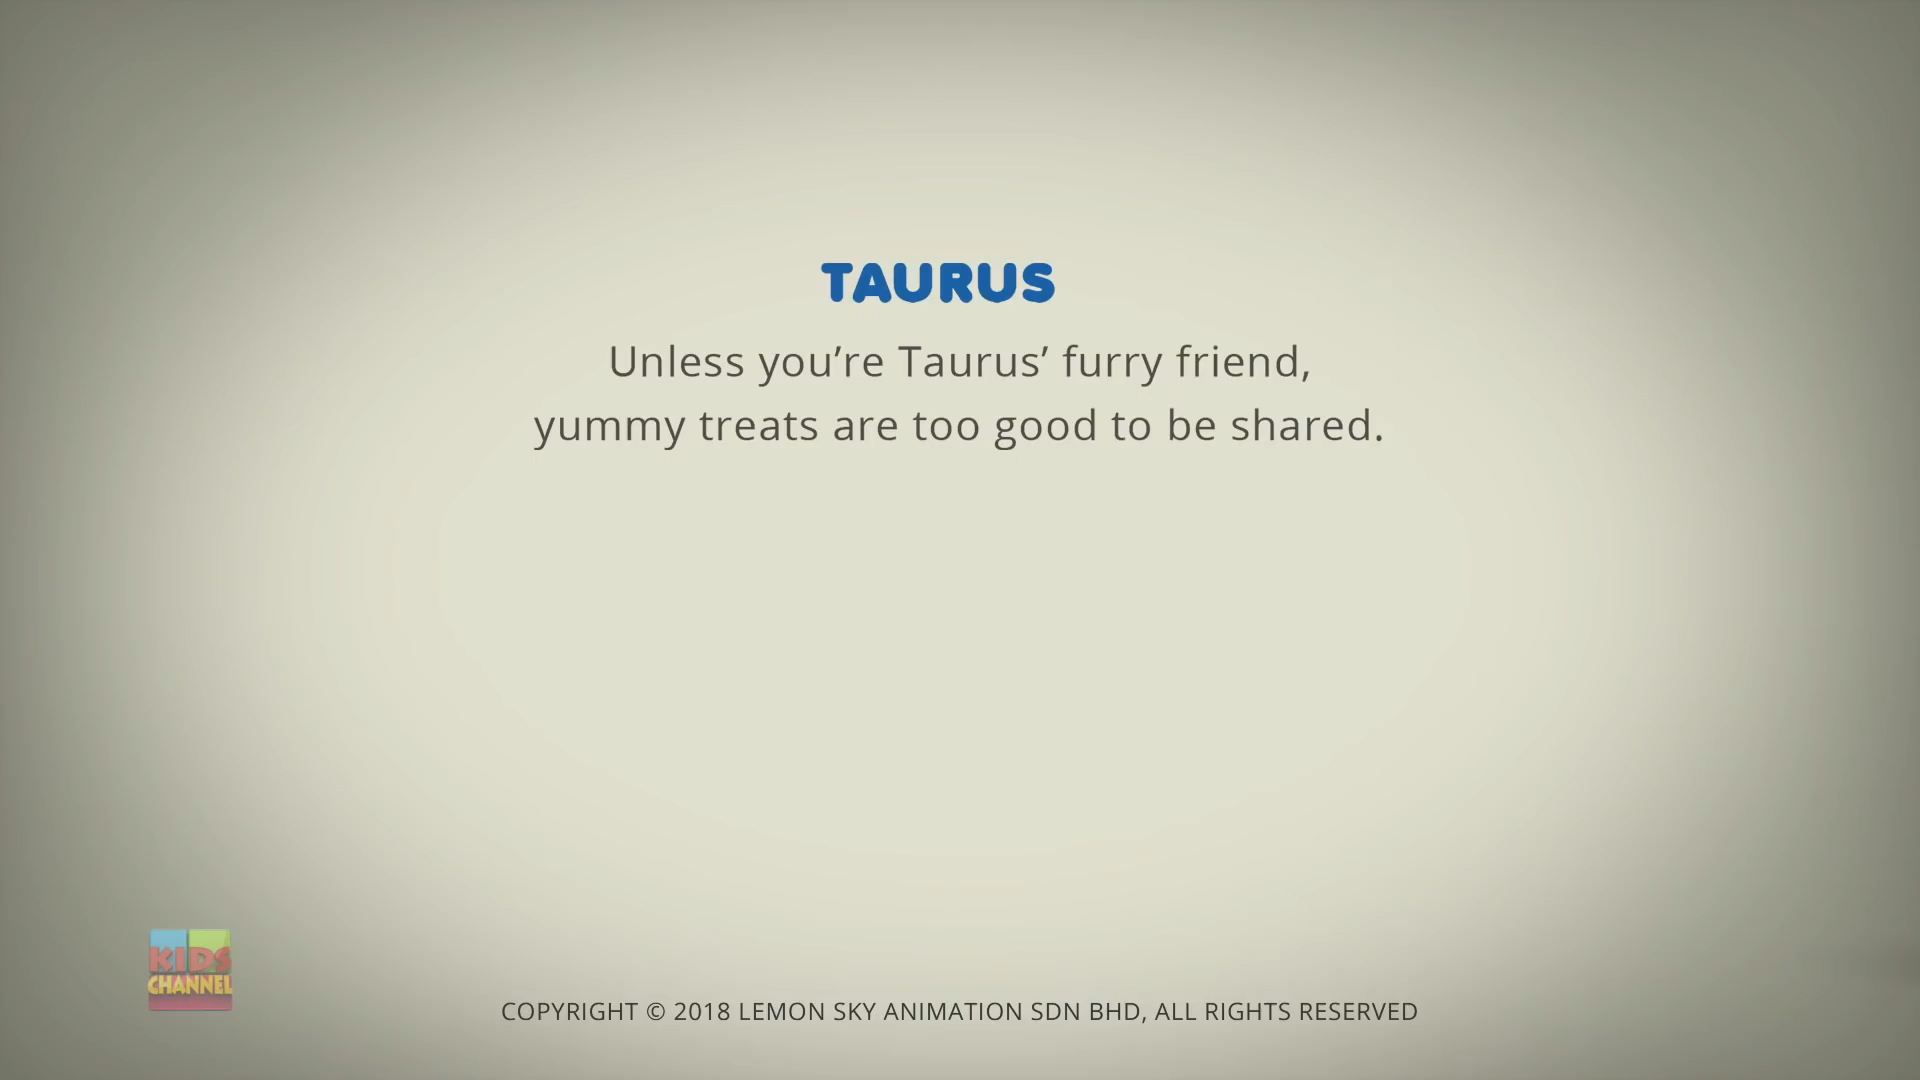 TAURUS
Unless you’re Taurus’ furry friend,
yummy treats are too good to be shared.
KIDS
CHANNEL
COPYRIGHT © 2018 LEMON SKY ANIMATION SDN BHD, ALL RIGHTS RESERVED